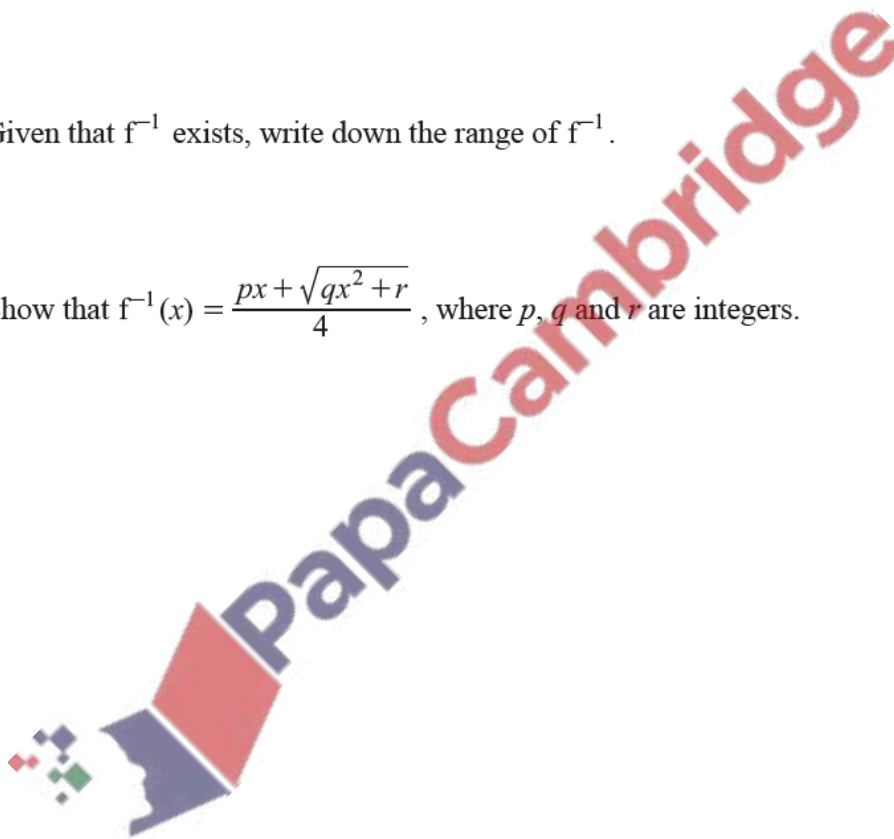 iven that f⁻¹ exists, write down the range of f⁻¹ .
how that f⁻¹(x) = (px + √(qx² + r))/4 , where p, q and r are integers.
PapaCambridge